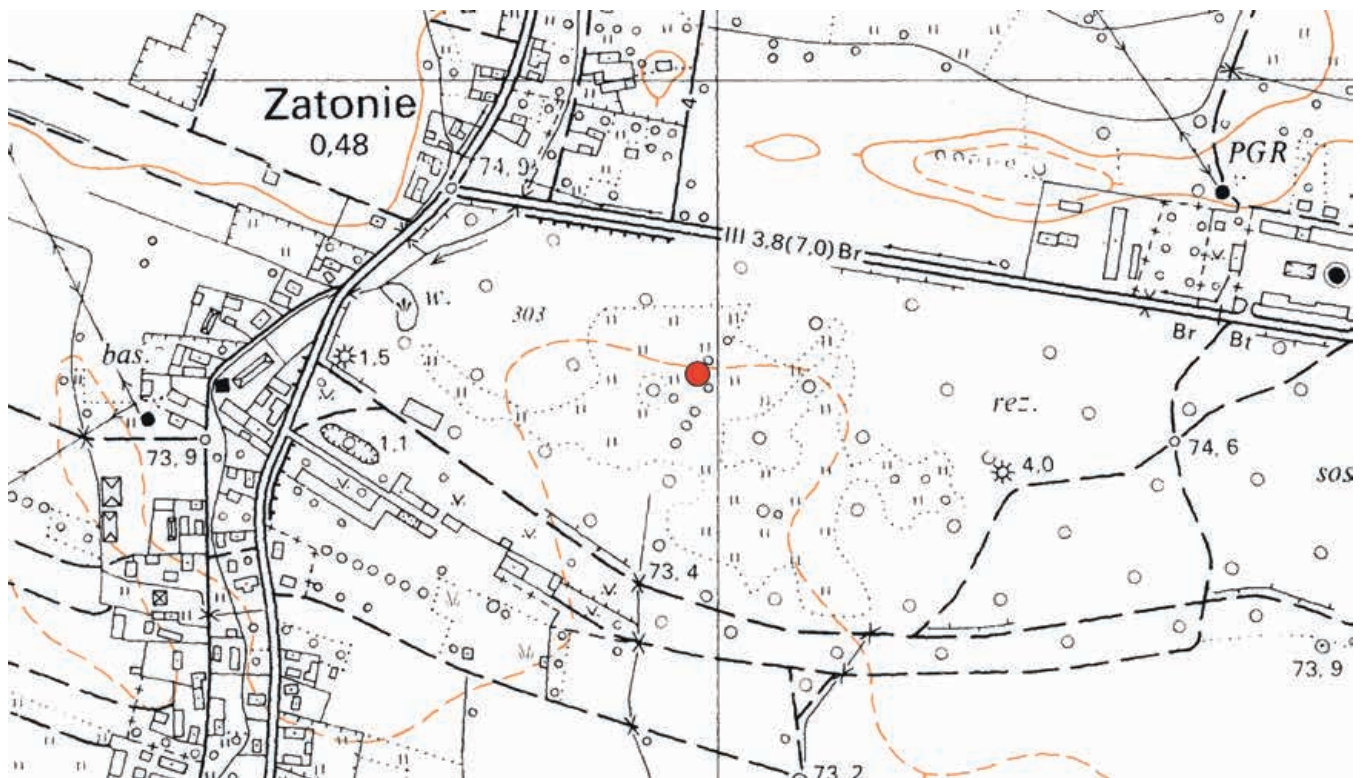 Zatonie
0,48
74,9
4
PGR
III 3.8(7,0) Br
w.
303
bas.
1,5
Br
Bt
rez.
1,1
73,9
4,0
74,6
sos
73,4
73,9
73,2